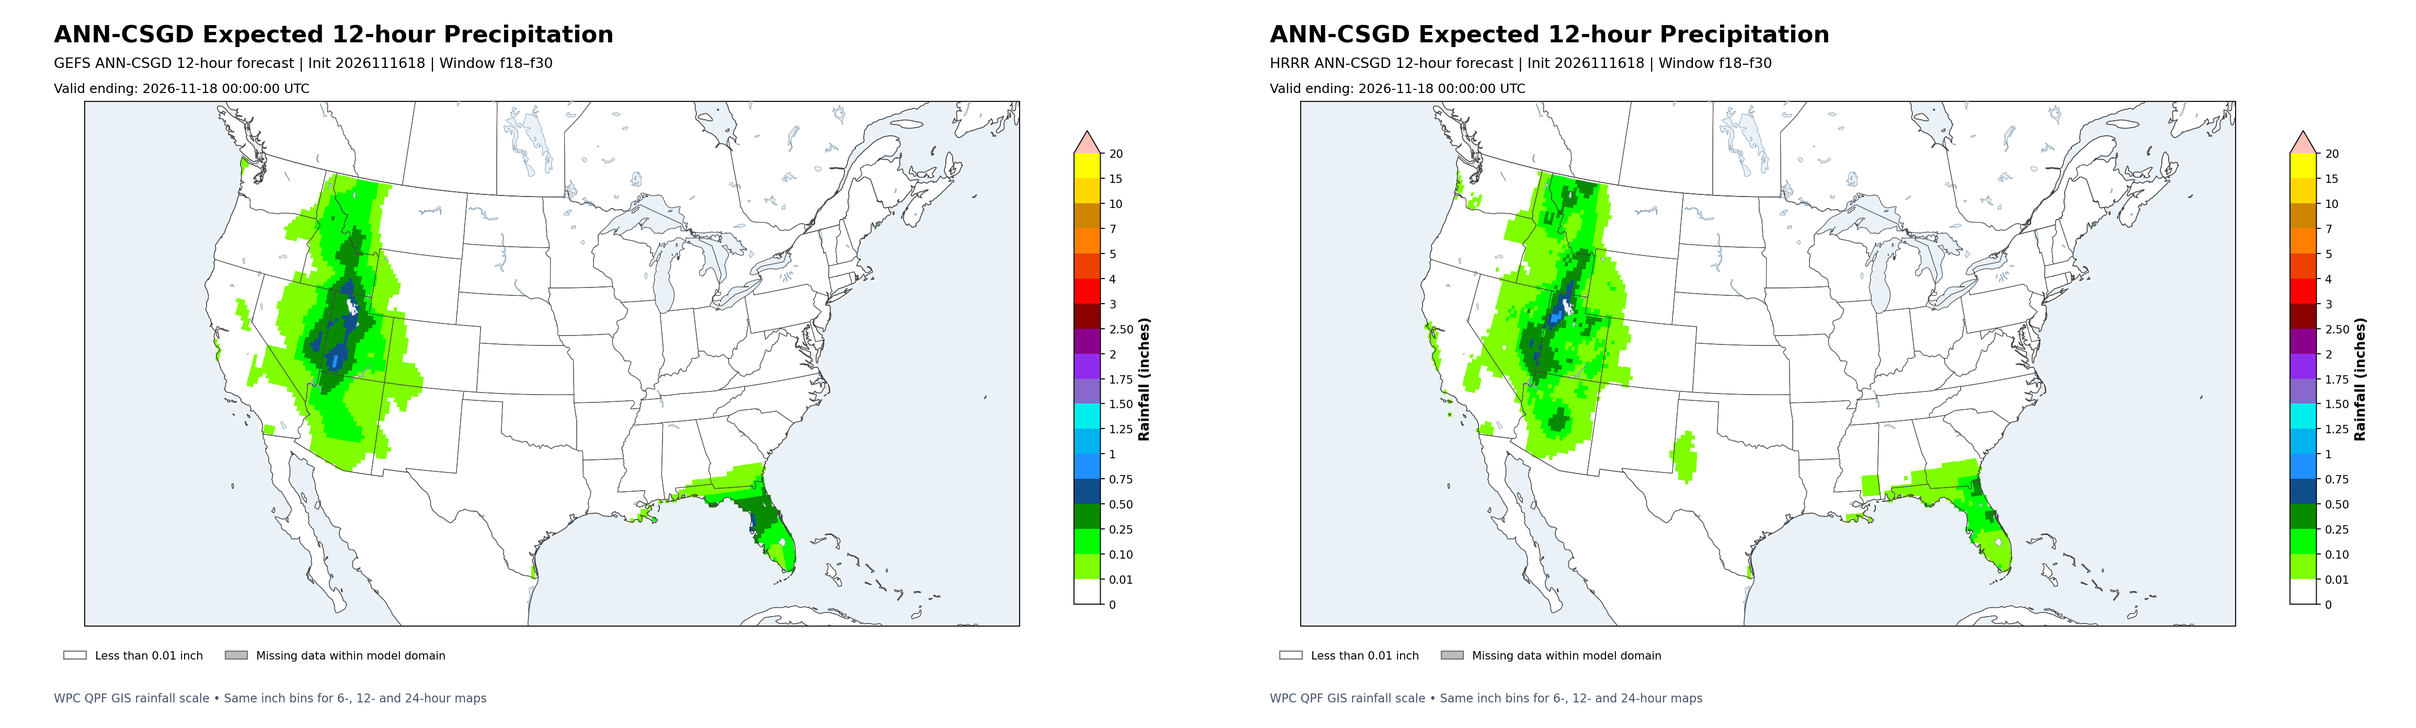 ANN-CSGD Expected 12-hour Precipitation
GEFS ANN-CSGD 12-hour forecast | Init 2026111618 | Window f18–f30
Valid ending: 2026-11-18 00:00:00 UTC
20
15
10
7
5
4
3
2.50
2
1.75
1.50
1.25
1
0.75
0.50
0.25
0.10
0.01
0
Rainfall (inches)
Less than 0.01 inch
Missing data within model domain
WPC QPF GIS rainfall scale • Same inch bins for 6-, 12- and 24-hour maps
ANN-CSGD Expected 12-hour Precipitation
HRRR ANN-CSGD 12-hour forecast | Init 2026111618 | Window f18–f30
Valid ending: 2026-11-18 00:00:00 UTC
20
15
10
7
5
4
3
2.50
2
1.75
1.50
1.25
1
0.75
0.50
0.25
0.10
0.01
0
Rainfall (inches)
Less than 0.01 inch
Missing data within model domain
WPC QPF GIS rainfall scale • Same inch bins for 6-, 12- and 24-hour maps